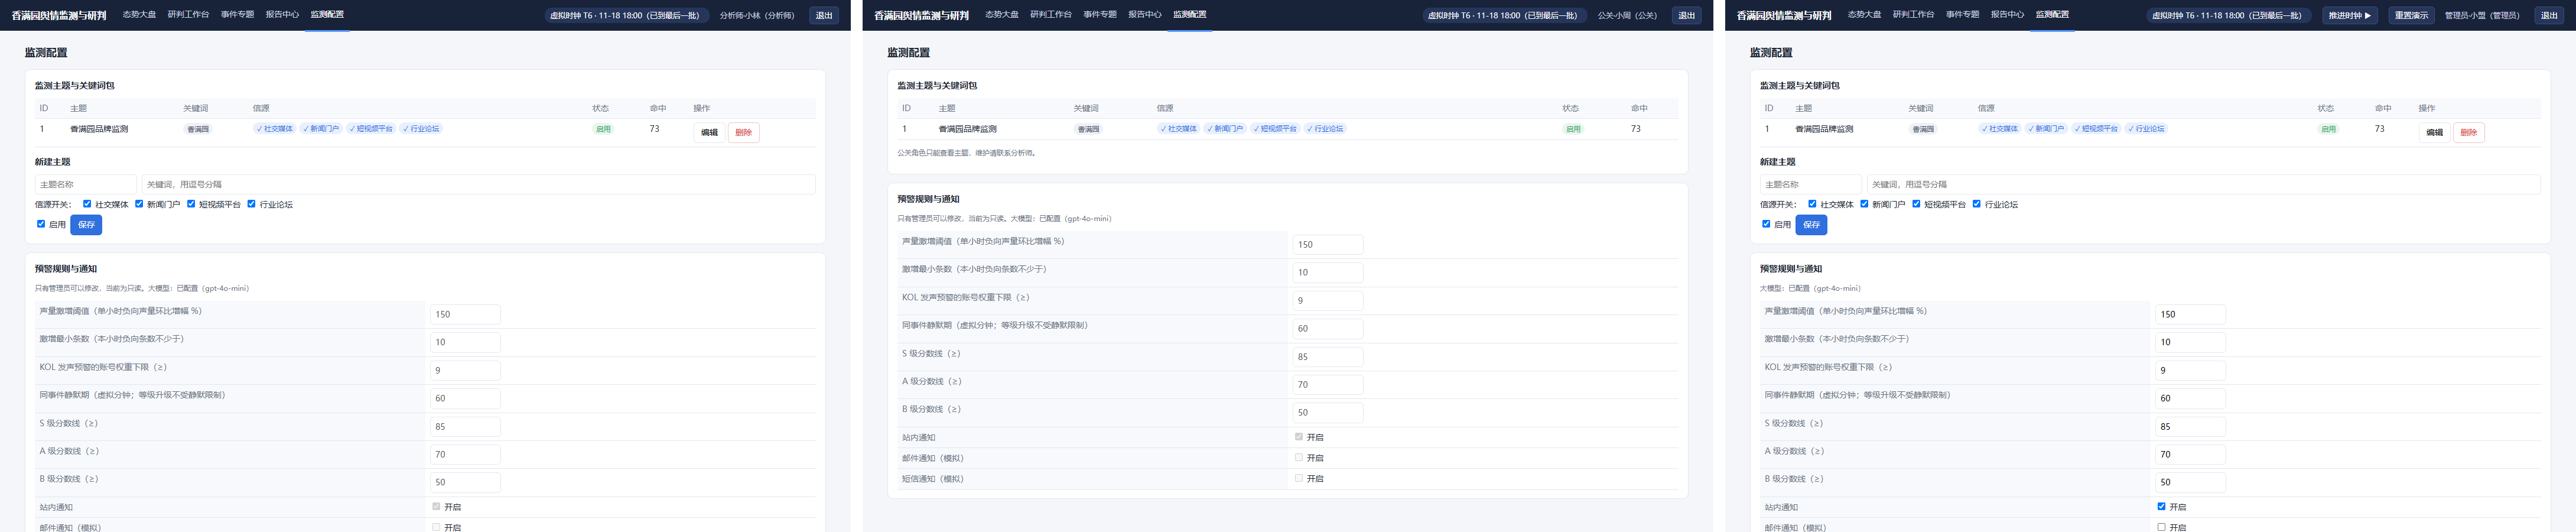 香满园舆情监测与研判 态势大盘 研判工作台 事件专题 报告中心 监测配置 虚拟时钟 T6 · 11-18 18:00（已到最后一批） 分析师-小林（分析师） 退出
监测配置
监测主题与关键词包
ID 主题 关键词 信源 状态 命中 操作
1 香满园品牌监测 香满园 ✓社交媒体 ✓新闻门户 ✓短视频平台 ✓行业论坛 启用 73 编辑 删除
新建主题
主题名称 关键词，用逗号分隔
信源开关： 社交媒体 新闻门户 短视频平台 行业论坛
启用 保存
预警规则与通知
只有管理员可以修改，当前为只读。大模型：已配置（gpt-4o-mini）
声量激增阈值（单小时负向声量环比增幅 %） 150
激增最小条数（本小时负向条数不少于） 10
KOL 发声预警的账号权重下限（≥） 9
同事件静默期（虚拟分钟；等级升级不受静默限制） 60
S 级分数线（≥） 85
A 级分数线（≥） 70
B 级分数线（≥） 50
站内通知 开启
邮件通知（模拟） 开启
香满园舆情监测与研判 态势大盘 研判工作台 事件专题 报告中心 监测配置 虚拟时钟 T6 · 11-18 18:00（已到最后一批） 公关-小周（公关） 退出
监测配置
监测主题与关键词包
ID 主题 关键词 信源 状态 命中
1 香满园品牌监测 香满园 ✓社交媒体 ✓新闻门户 ✓短视频平台 ✓行业论坛 启用 73
公关角色只能查看主题，维护请联系分析师。
预警规则与通知
只有管理员可以修改，当前为只读。大模型：已配置（gpt-4o-mini）
声量激增阈值（单小时负向声量环比增幅 %） 150
激增最小条数（本小时负向条数不少于） 10
KOL 发声预警的账号权重下限（≥） 9
同事件静默期（虚拟分钟；等级升级不受静默限制） 60
S 级分数线（≥） 85
A 级分数线（≥） 70
B 级分数线（≥） 50
站内通知 开启
邮件通知（模拟） 开启
短信通知（模拟） 开启
香满园舆情监测与研判 态势大盘 研判工作台 事件专题 报告中心 监测配置 虚拟时钟 T6 · 11-18 18:00（已到最后一批） 推进时钟 ▶ 重置演示 管理员-小盟（管理员） 退出
监测配置
监测主题与关键词包
ID 主题 关键词 信源 状态 命中 操作
1 香满园品牌监测 香满园 ✓社交媒体 ✓新闻门户 ✓短视频平台 ✓行业论坛 启用 73 编辑 删除
新建主题
主题名称 关键词，用逗号分隔
信源开关： 社交媒体 新闻门户 短视频平台 行业论坛
启用 保存
预警规则与通知
大模型：已配置（gpt-4o-mini）
声量激增阈值（单小时负向声量环比增幅 %） 150
激增最小条数（本小时负向条数不少于） 10
KOL 发声预警的账号权重下限（≥） 9
同事件静默期（虚拟分钟；等级升级不受静默限制） 60
S 级分数线（≥） 85
A 级分数线（≥） 70
B 级分数线（≥） 50
站内通知 开启
邮件通知（模拟） 开启